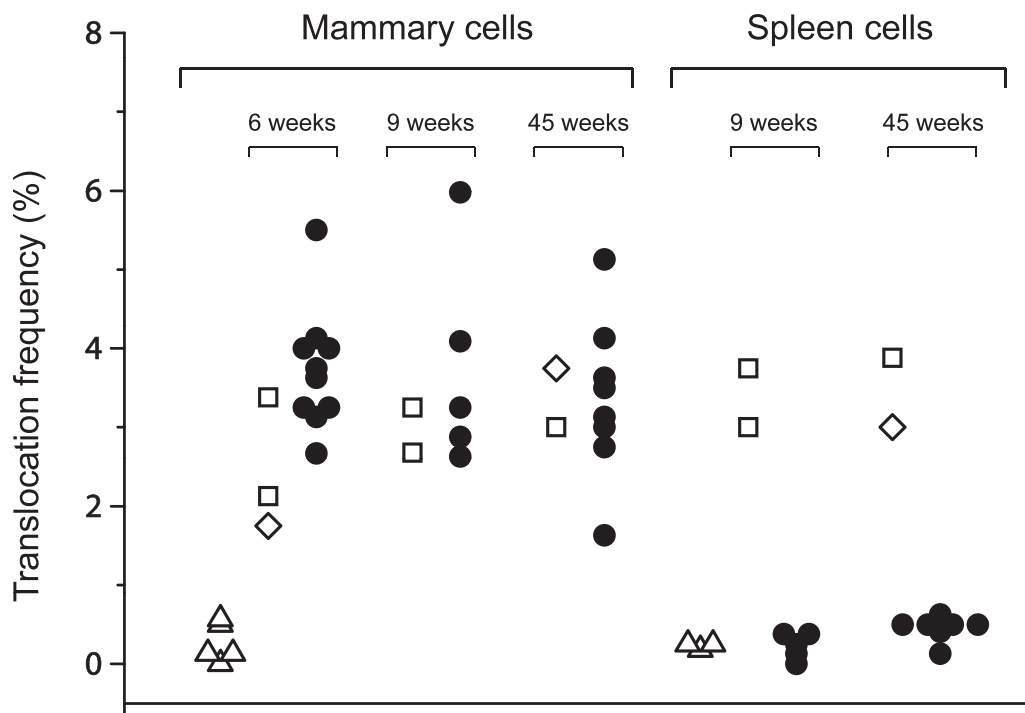 Mammary cells
Spleen cells
6 weeks
9 weeks
45 weeks
9 weeks
45 weeks
Translocation frequency (%)
8
6
4
2
0